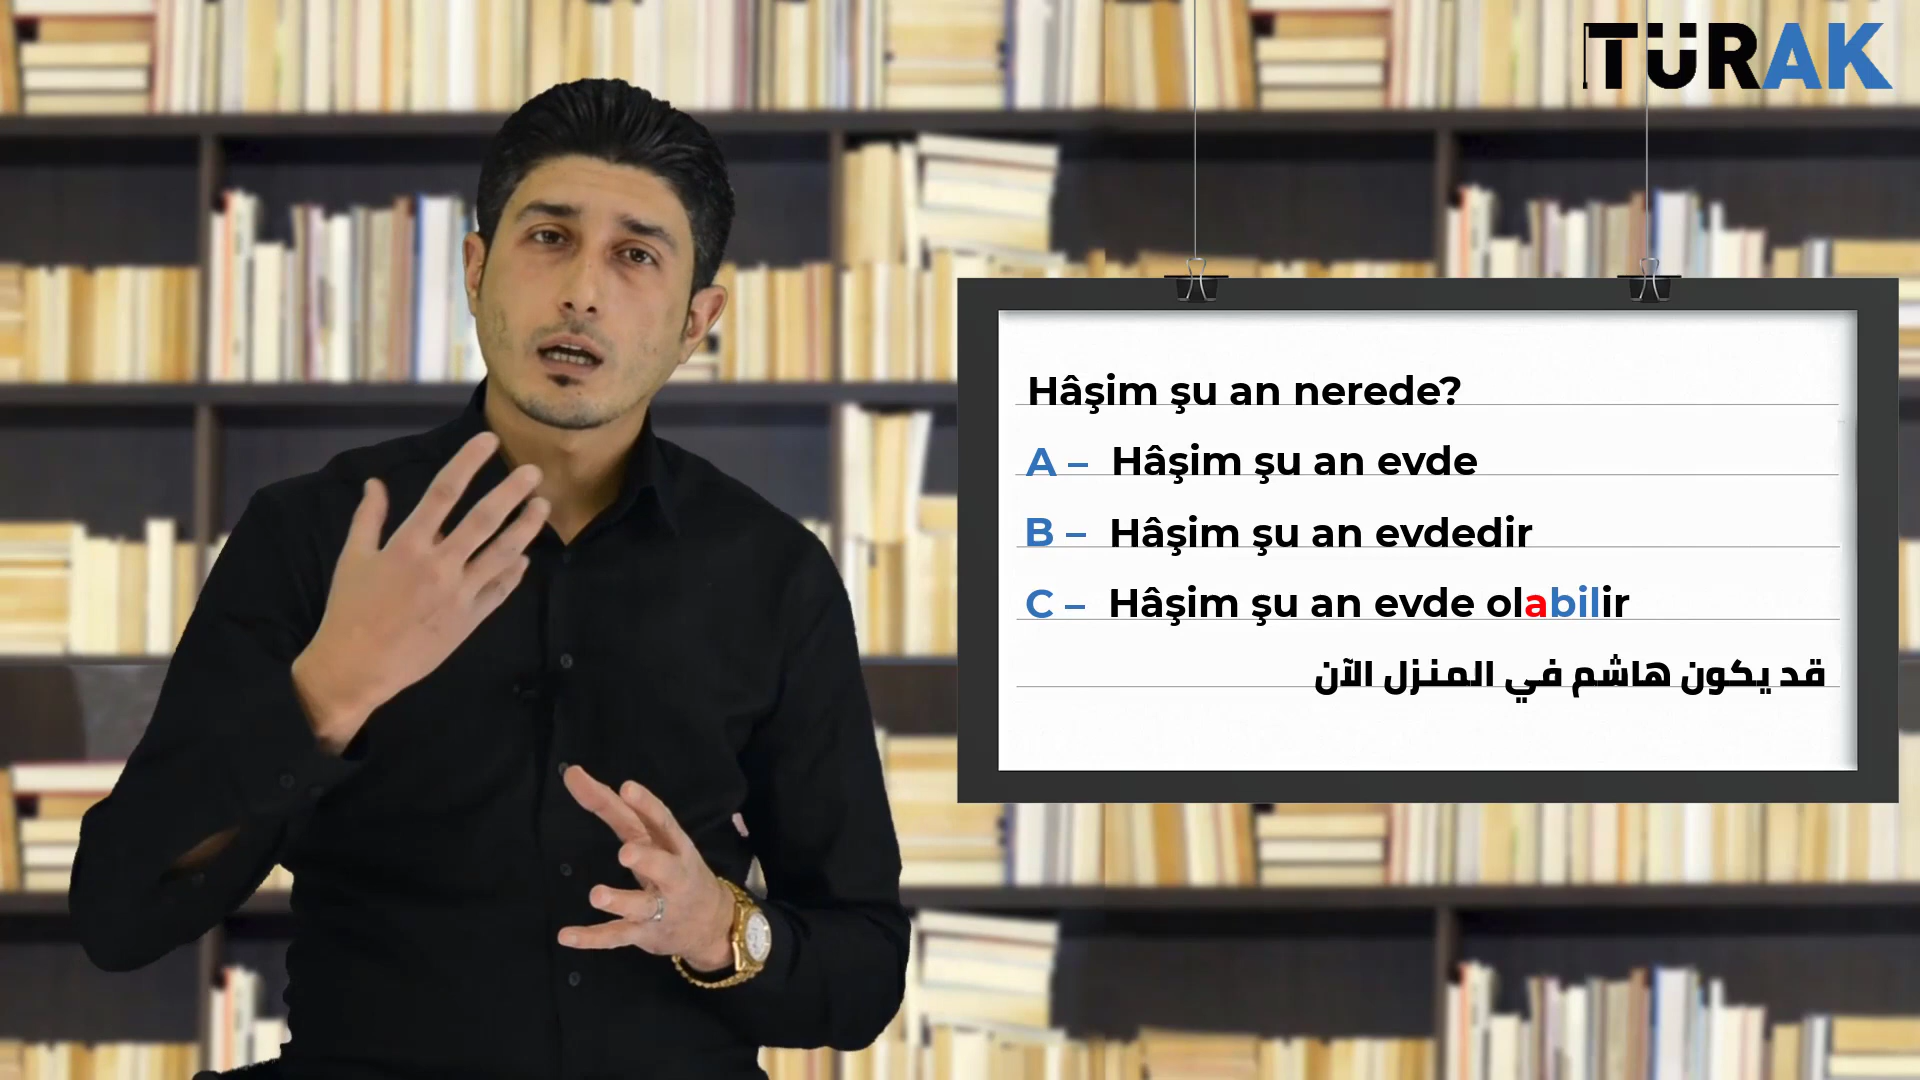 TÜRAK
Hâşim şu an nerede?
A – Hâşim şu an evde
B – Hâşim şu an evdedir
C – Hâşim şu an evde olabilir
قد يكون هاشم في المنزل الآن